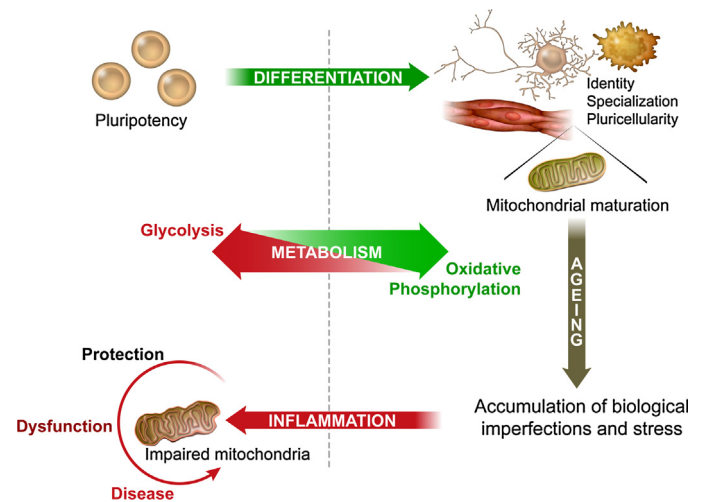 Pluripotency
DIFFERENTIATION
Identity
Specialization
Pluricellularity
Mitochondrial maturation
Glycolysis
METABOLISM
Oxidative
Phosphorylation
AGEING
Protection
Dysfunction
Impaired mitochondria
Disease
INFLAMMATION
Accumulation of biological
imperfections and stress